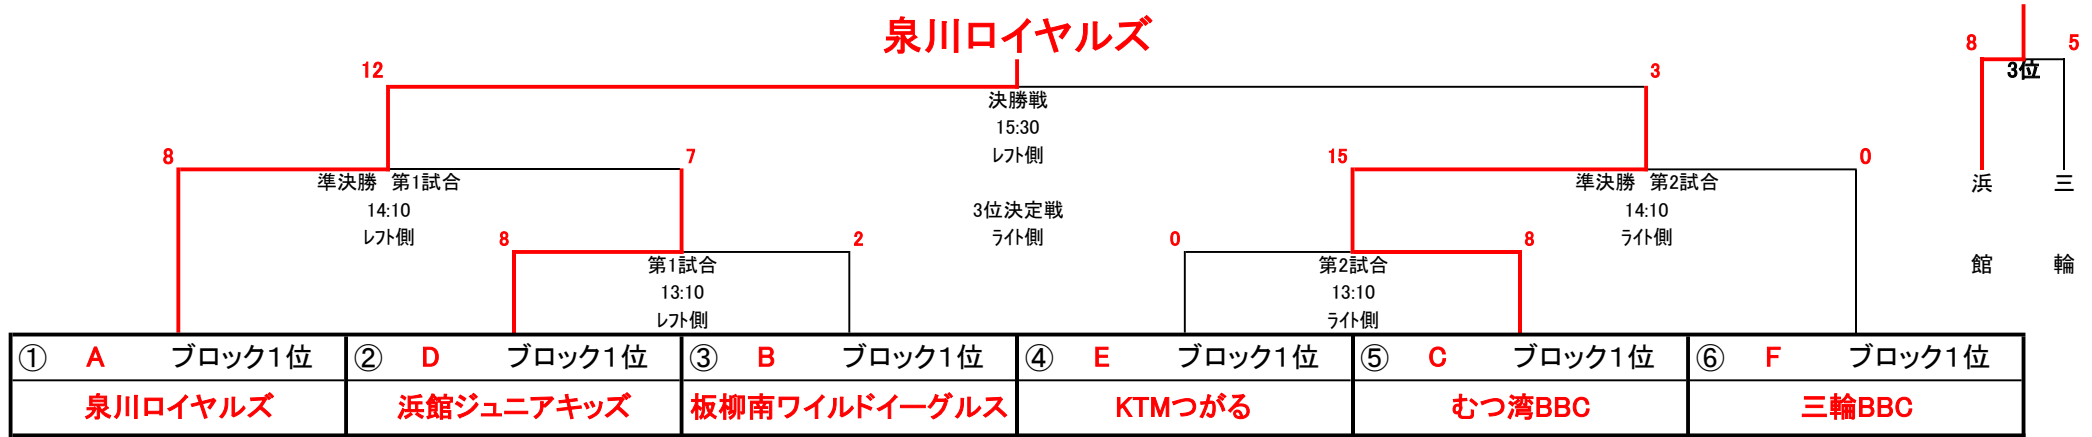 泉川ロイヤルズ
8 5
3位
12 3
決勝戦
15:30
ﾚﾌﾄ側
8 7 15 0
準決勝　第1試合
14:10
ﾚﾌﾄ側
準決勝　第2試合
14:10
ﾗｲﾄ側
3位決定戦
ﾗｲﾄ側
浜館
三輪
8 2 0 8
第1試合
13:10
ﾚﾌﾄ側
第2試合
13:10
ﾗｲﾄ側
① A ブロック1位 ② D ブロック1位 ③ B ブロック1位 ④ E ブロック1位 ⑤ C ブロック1位 ⑥ F ブロック1位
泉川ロイヤルズ 浜館ジュニアキッズ 板柳南ワイルドイーグルス KTMつがる むつ湾BBC 三輪BBC